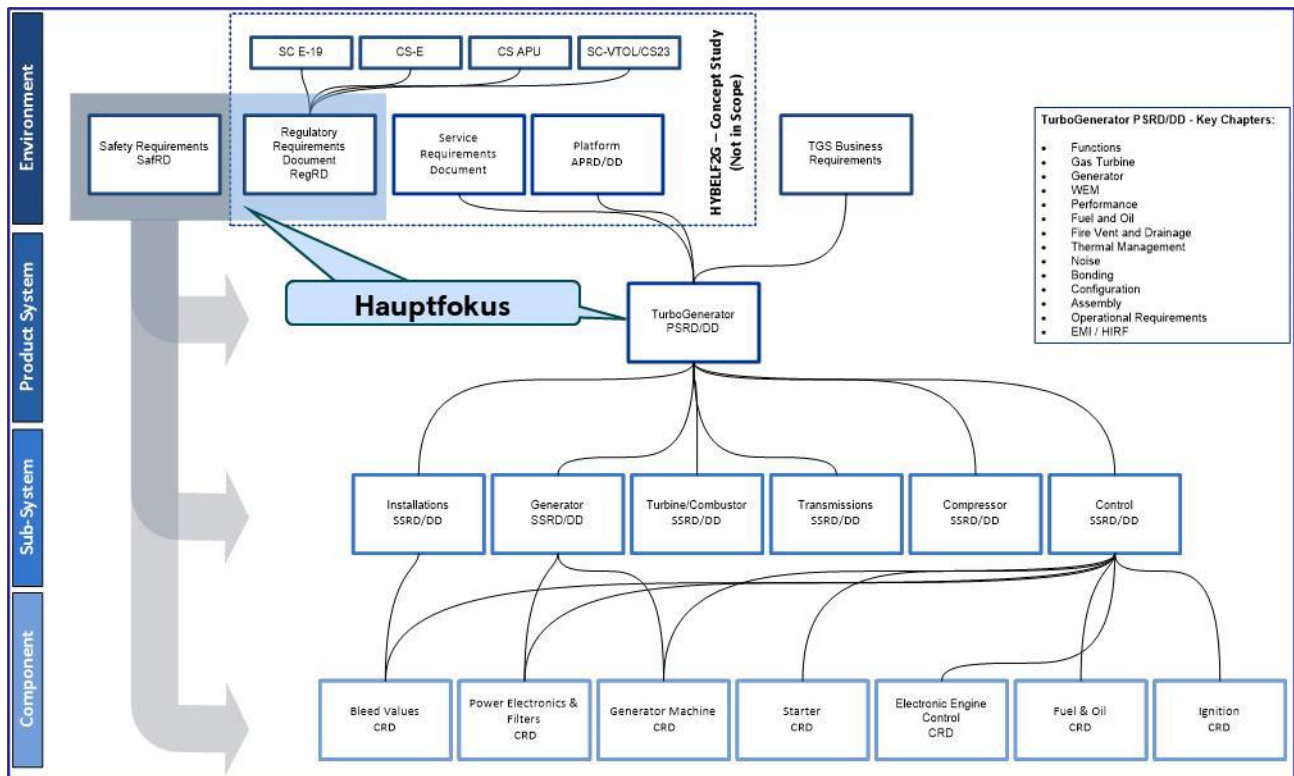 Environment
SC E-19
CS-E
CS APU
SC-VTOL/CS23
HYBELF2G – Concept Study
(Not in Scope)
Safety Requirements
SafRD
Regulatory
Requirements
Document
RegRD
Service
Requirements
Document
Platform
APRD/DD
TGS Business
Requirements
TurboGenerator PSRD/DD - Key Chapters:
• Functions
• Gas Turbine
• Generator
• WEM
• Performance
• Fuel and Oil
• Fire Vent and Drainage
• Thermal Management
• Noise
• Bonding
• Configuration
• Assembly
• Operational Requirements
• EMI / HIRF
Product System
Hauptfokus
TurboGenerator
PSRD/DD
Sub-System
Installations
SSRD/DD
Generator
SSRD/DD
Turbine/Combustor
SSRD/DD
Transmissions
SSRD/DD
Compressor
SSRD/DD
Control
SSRD/DD
Component
Bleed Values
CRD
Power Electronics &
Filters
CRD
Generator Machine
CRD
Starter
CRD
Electronic Engine
Control
CRD
Fuel & Oil
CRD
Ignition
CRD